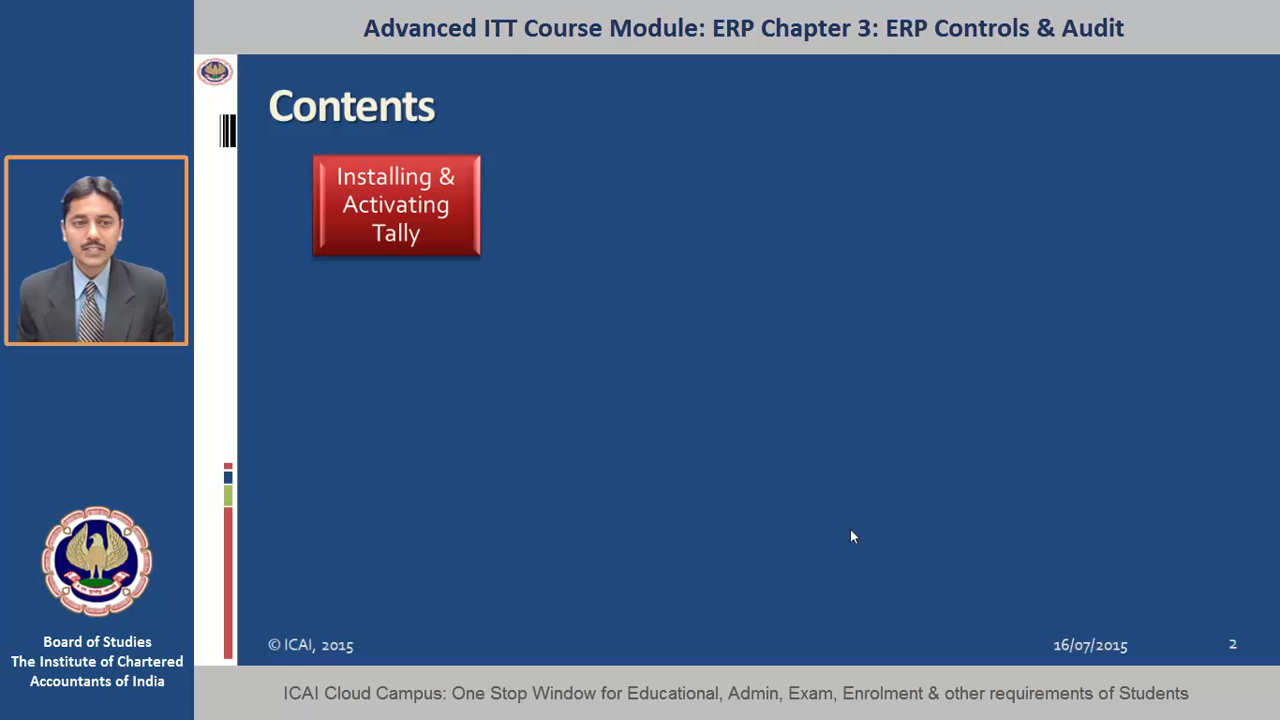 Advanced ITT Course Module: ERP Chapter 3: ERP Controls & Audit
Contents
Installing &
Activating
Tally
Board of Studies
The Institute of Chartered
Accountants of India
© ICAI, 2015
16/07/2015
2
ICAI Cloud Campus: One Stop Window for Educational, Admin, Exam, Enrolment & other requirements of Students